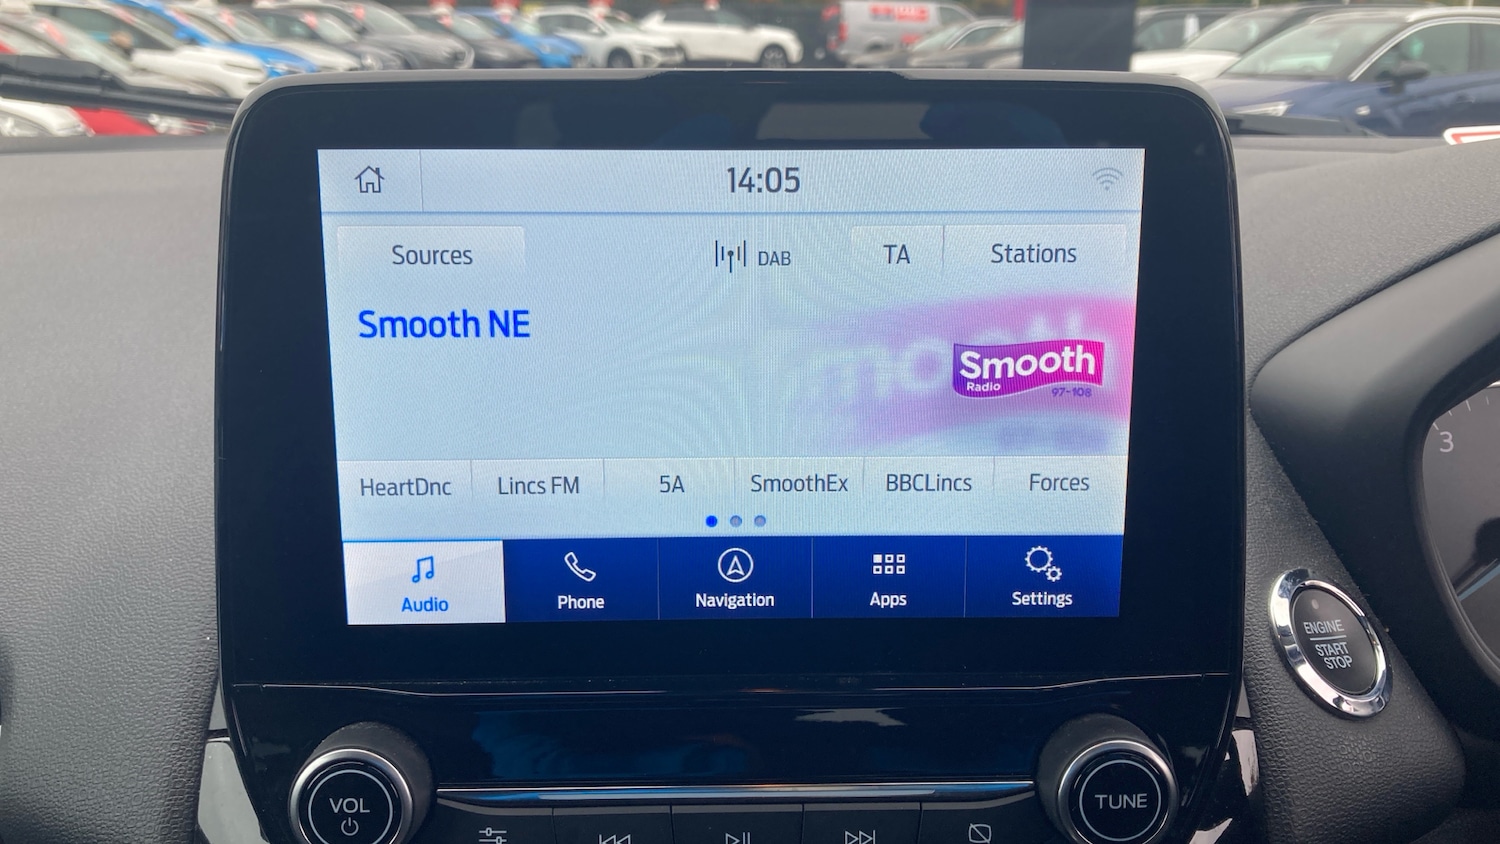 14:05
Sources
DAB
TA
Stations
Smooth NE
Smooth
Radio
97-108
HeartDnc
Lincs FM
5A
SmoothEx
BBCLincs
Forces
Audio
Phone
Navigation
Apps
Settings
3
ENGINE
START
STOP
VOL
TUNE